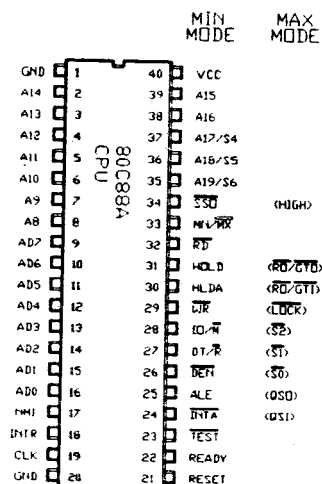 MIN MODE MAX MODE
GND 1 40 VCC
A14 2 39 A15
A13 3 38 A16
A12 4 37 A17/S4
A11 5 36 A18/S5
A10 6 35 A19/S6
A9 7 34 SSO (HIGH)
A8 8 33 MN/MX
AD7 9 32 RD
AD6 10 31 HOLD (RQ/GT0)
AD5 11 30 HLDA (RQ/GT1)
AD4 12 29 WR (LOCK)
AD3 13 28 IO/M (S2)
AD2 14 27 DT/R (S1)
AD1 15 26 DEN (S0)
AD0 16 25 ALE (QS0)
NMI 17 24 INTA (QS1)
INTR 18 23 TEST
CLK 19 22 READY
GND 20 21 RESET
80C88A
CPU